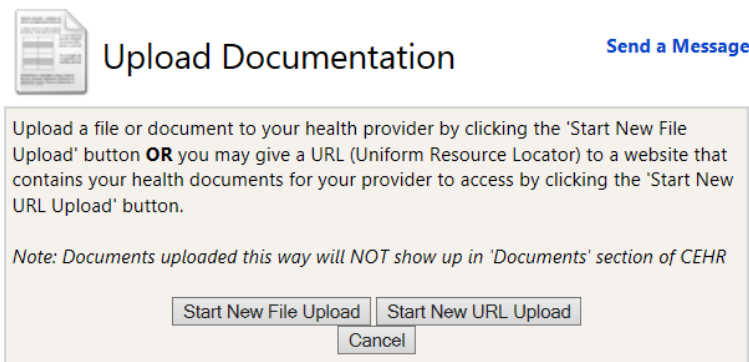 Upload Documentation
Send a Message
Upload a file or document to your health provider by clicking the 'Start New File
Upload' button OR you may give a URL (Uniform Resource Locator) to a website that
contains your health documents for your provider to access by clicking the 'Start New
URL Upload' button.
Note: Documents uploaded this way will NOT show up in 'Documents' section of CEHR
Start New File Upload
Start New URL Upload
Cancel